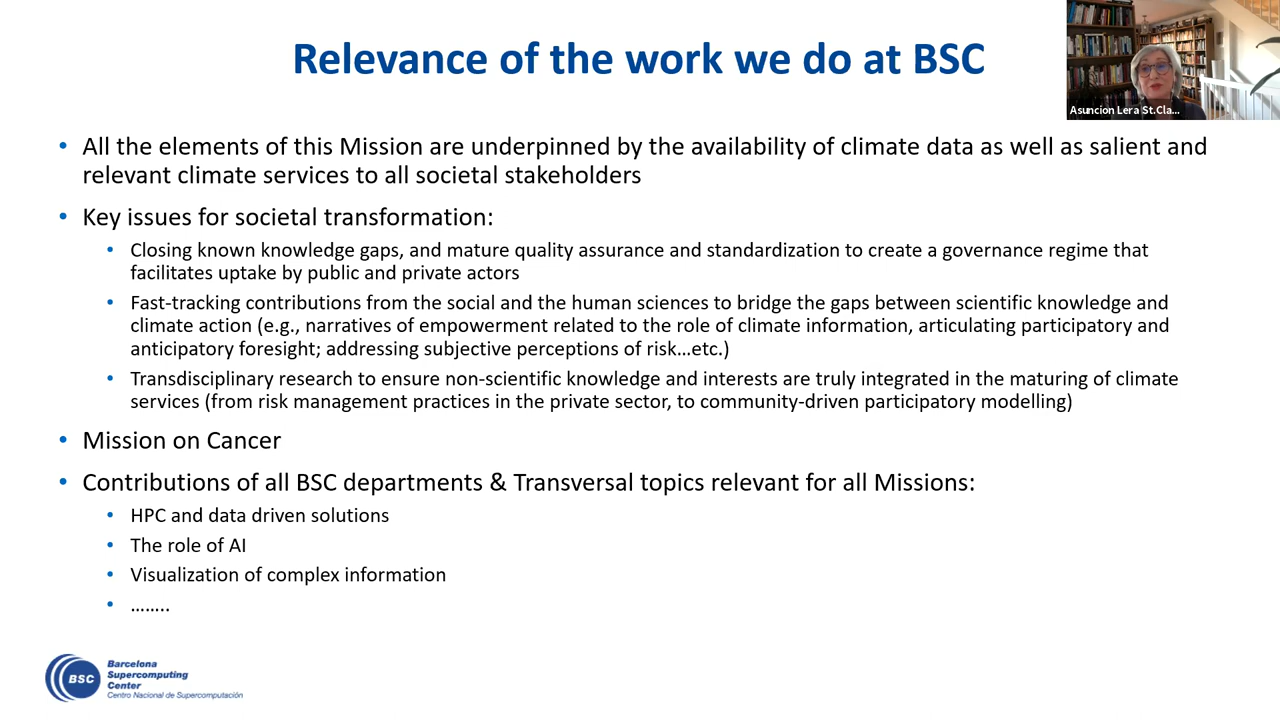 Relevance of the work we do at BSC
Asuncion Lera St.Cla...
• All the elements of this Mission are underpinned by the availability of climate data as well as salient and
relevant climate services to all societal stakeholders
• Key issues for societal transformation:
• Closing known knowledge gaps, and mature quality assurance and standardization to create a governance regime that
facilitates uptake by public and private actors
• Fast-tracking contributions from the social and the human sciences to bridge the gaps between scientific knowledge and
climate action (e.g., narratives of empowerment related to the role of climate information, articulating participatory and
anticipatory foresight; addressing subjective perceptions of risk…etc.)
• Transdisciplinary research to ensure non-scientific knowledge and interests are truly integrated in the maturing of climate
services (from risk management practices in the private sector, to community-driven participatory modelling)
• Mission on Cancer
• Contributions of all BSC departments & Transversal topics relevant for all Missions:
• HPC and data driven solutions
• The role of AI
• Visualization of complex information
• ……..
BSC
Barcelona
Supercomputing
Center
Centro Nacional de Supercomputación